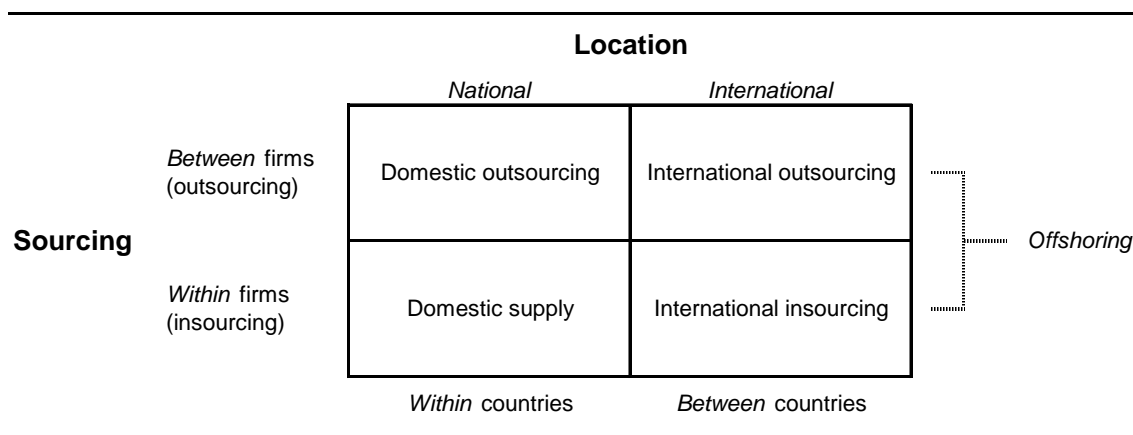 Location
National International
Between firms
(outsourcing)
Domestic outsourcing International outsourcing
Sourcing
Offshoring
Within firms
(insourcing)
Domestic supply International insourcing
Within countries Between countries